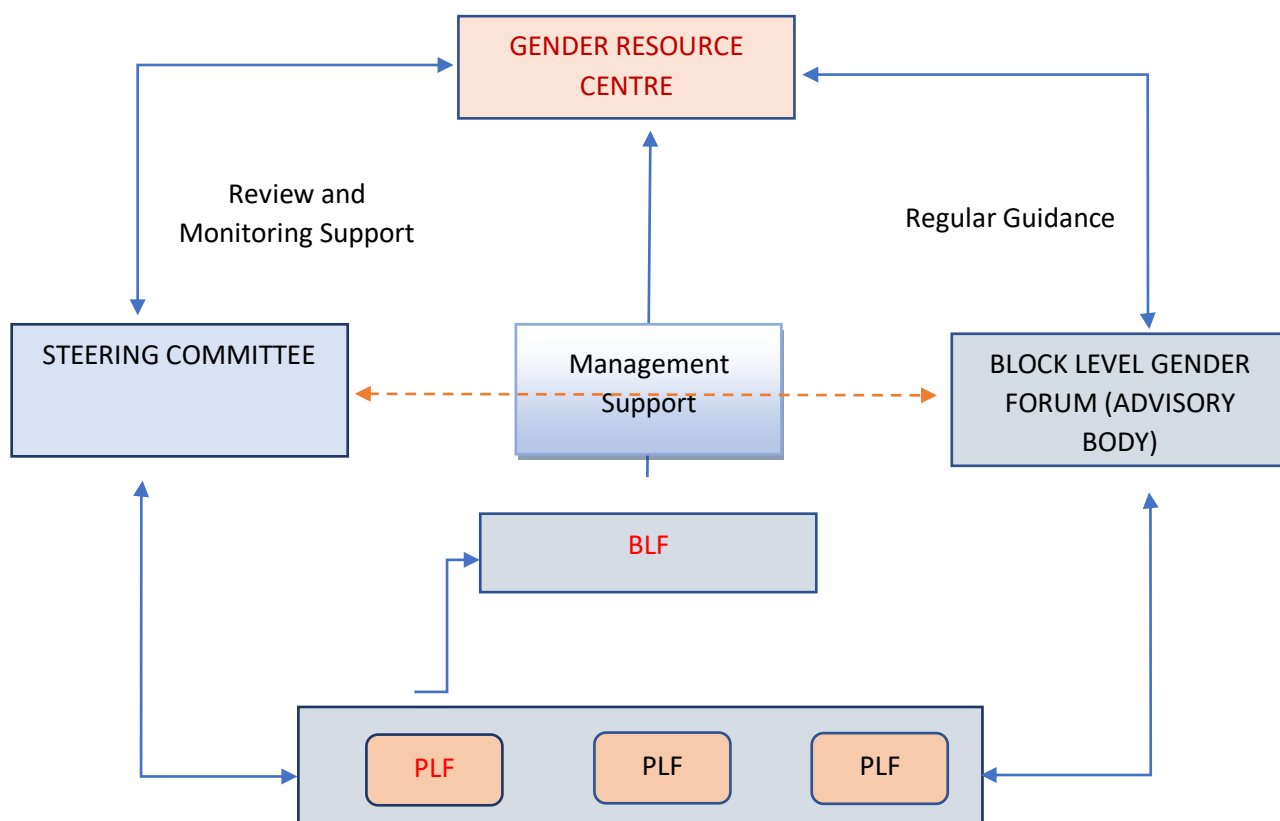 GENDER RESOURCE
CENTRE
Review and
Monitoring Support
Regular Guidance
STEERING COMMITTEE
Management
Support
BLOCK LEVEL GENDER
FORUM (ADVISORY
BODY)
BLF
PLF
PLF
PLF